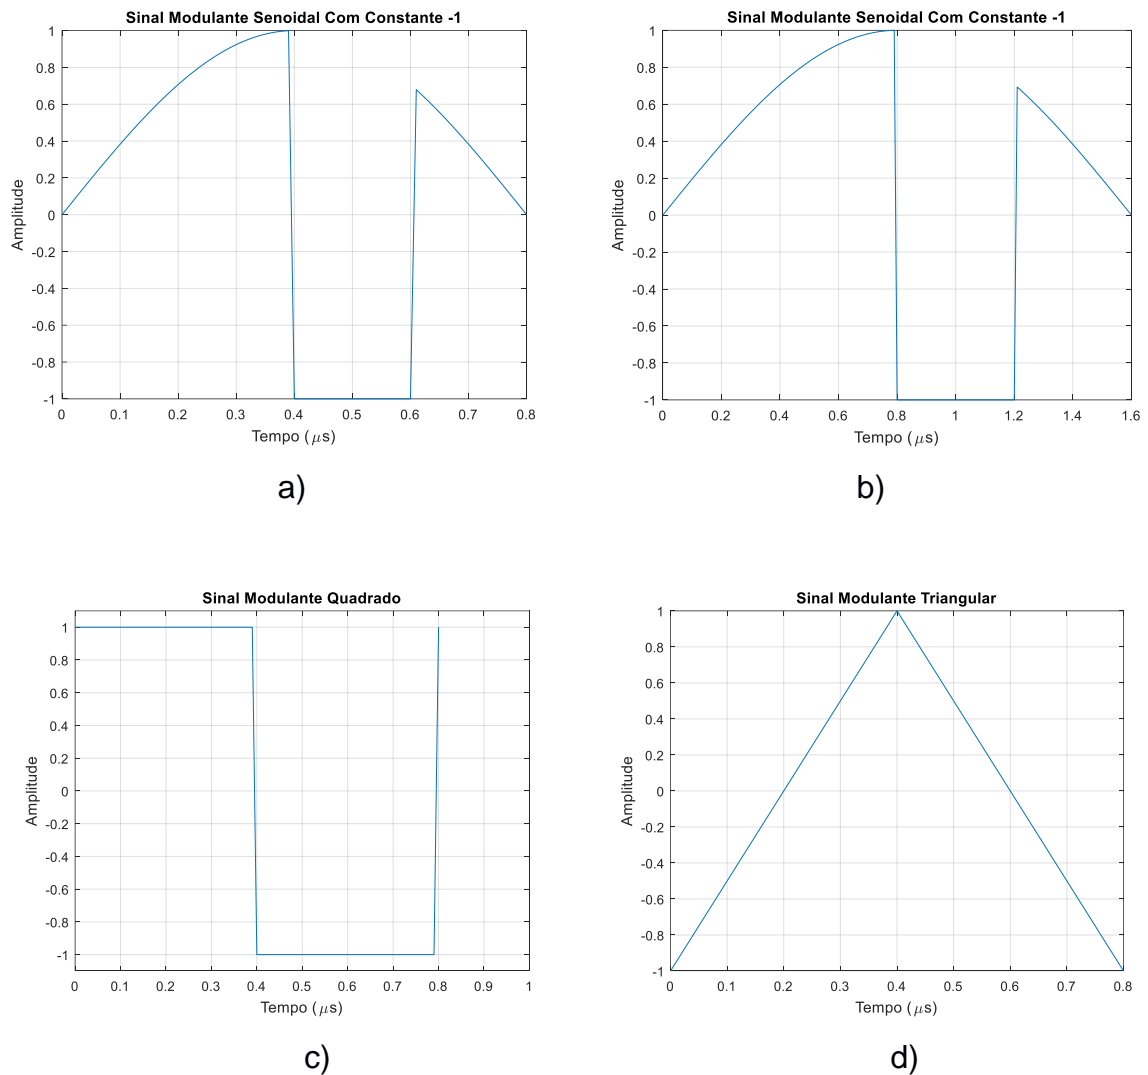 Sinal Modulante Senoidal Com Constante -1
1
0.8
0.6
0.4
0.2
0
-0.2
-0.4
-0.6
-0.8
-1
Amplitude
0 0.1 0.2 0.3 0.4 0.5 0.6 0.7 0.8
Tempo (μs)
a)
Sinal Modulante Senoidal Com Constante -1
1
0.8
0.6
0.4
0.2
0
-0.2
-0.4
-0.6
-0.8
-1
Amplitude
0 0.2 0.4 0.6 0.8 1 1.2 1.4 1.6
Tempo (μs)
b)
Sinal Modulante Quadrado
1
0.8
0.6
0.4
0.2
0
-0.2
-0.4
-0.6
-0.8
-1
Amplitude
0 0.1 0.2 0.3 0.4 0.5 0.6 0.7 0.8 0.9 1
Tempo (μs)
c)
Sinal Modulante Triangular
1
0.8
0.6
0.4
0.2
0
-0.2
-0.4
-0.6
-0.8
-1
Amplitude
0 0.1 0.2 0.3 0.4 0.5 0.6 0.7 0.8
Tempo (μs)
d)